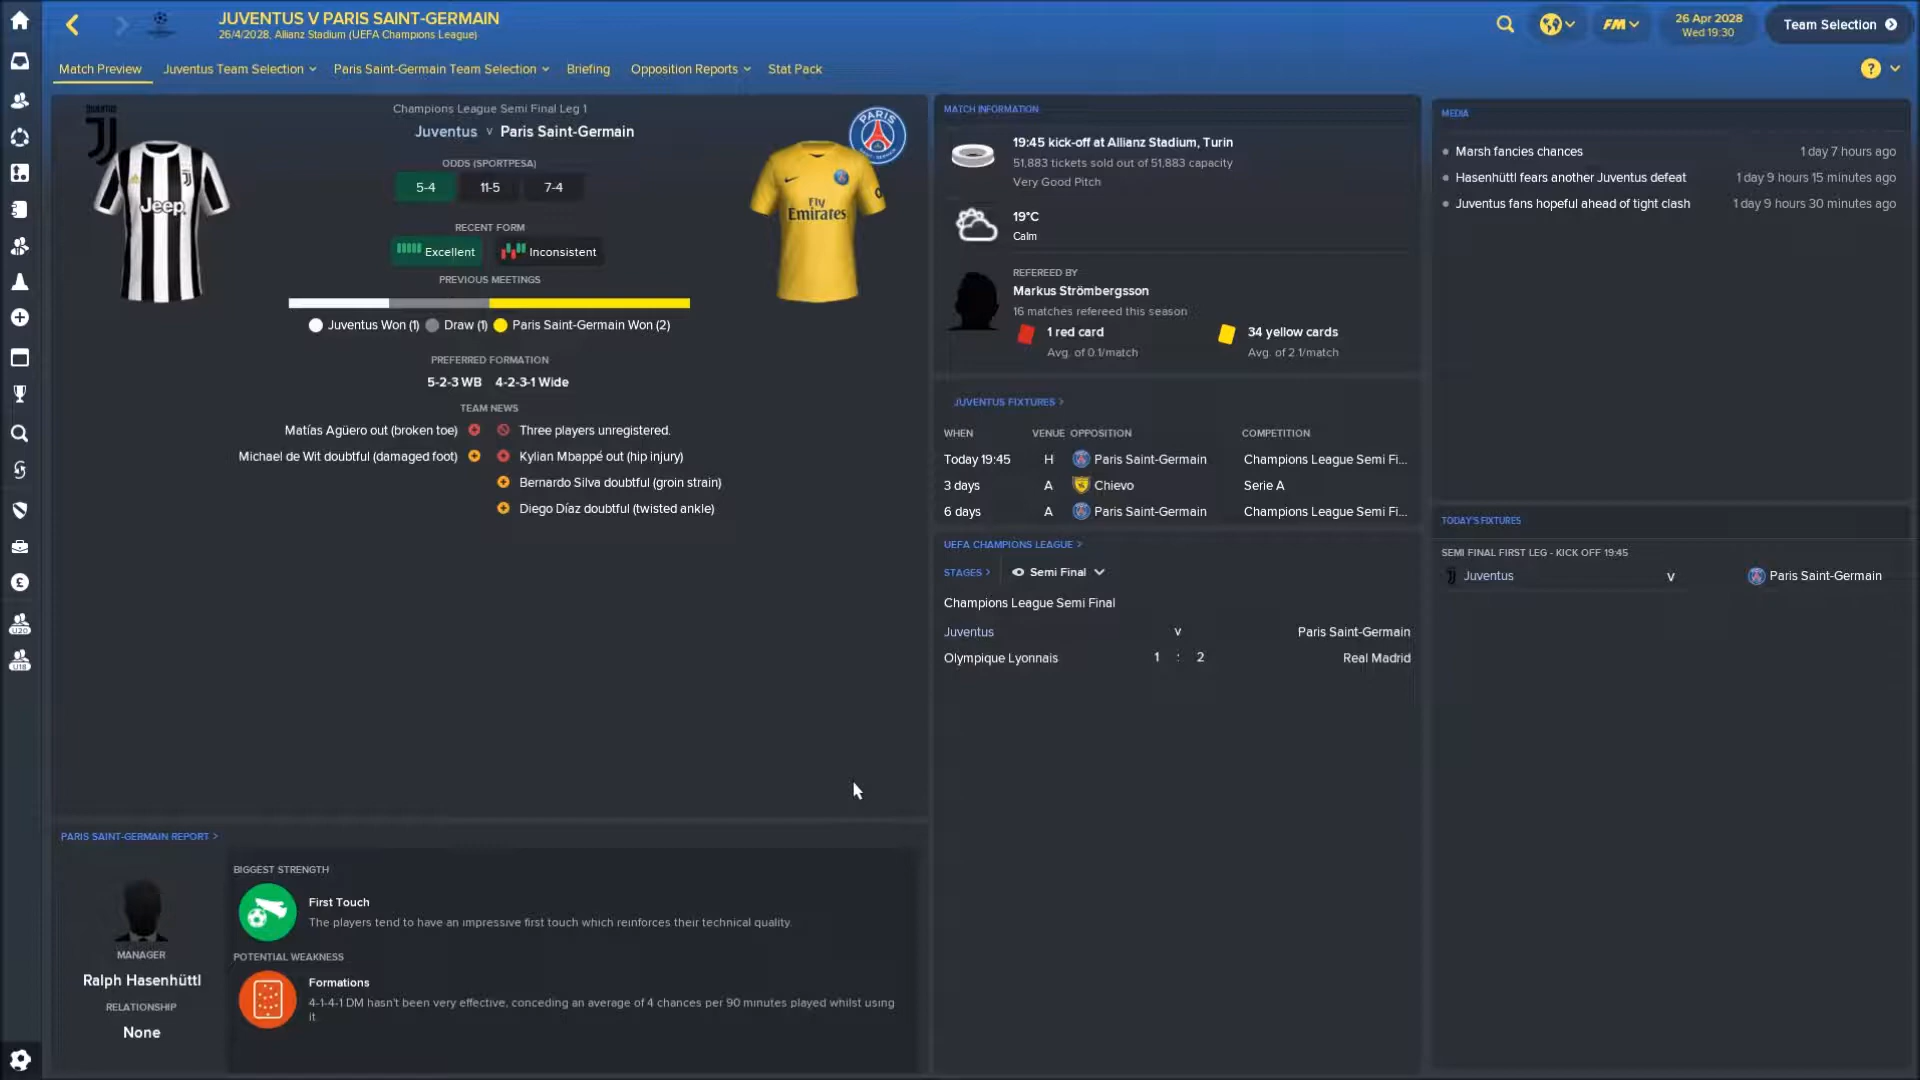 JUVENTUS V PARIS SAINT-GERMAIN
26/4/2028, Allianz Stadium (UEFA Champions League)
FM
26 Apr 2028
Wed 19:30
Team Selection
Match Preview
Juventus Team Selection
Paris Saint-Germain Team Selection
Briefing
Opposition Reports
Stat Pack
?
Champions League Semi Final Leg 1
Juventus v Paris Saint-Germain
JUVENTUS
PARIS
SAINT-GERMAIN
Jeep
Fly
Emirates
ODDS (SPORTPESA)
5-4 11-5 7-4
RECENT FORM
Excellent Inconsistent
PREVIOUS MEETINGS
Juventus Won (1) Draw (1) Paris Saint-Germain Won (2)
PREFERRED FORMATION
5-2-3 WB 4-2-3-1 Wide
TEAM NEWS
Matías Agüero out (broken toe) Three players unregistered.
Michael de Wit doubtful (damaged foot) Kylian Mbappé out (hip injury)
Bernardo Silva doubtful (groin strain)
Diego Díaz doubtful (twisted ankle)
PARIS SAINT-GERMAIN REPORT >
MANAGER
Ralph Hasenhüttl
RELATIONSHIP
None
BIGGEST STRENGTH
First Touch
The players tend to have an impressive first touch which reinforces their technical quality.
POTENTIAL WEAKNESS
Formations
4-1-4-1 DM hasn't been very effective, conceding an average of 4 chances per 90 minutes played whilst using
it.
MATCH INFORMATION
19:45 kick-off at Allianz Stadium, Turin
51,883 tickets sold out of 51,883 capacity
Very Good Pitch
19°C
Calm
REFEREED BY
Markus Strömbergsson
16 matches refereed this season
1 red card 34 yellow cards
Avg. of 0.1/match Avg. of 2.1/match
JUVENTUS FIXTURES >
WHEN VENUE OPPOSITION COMPETITION
Today 19:45 H Paris Saint-Germain Champions League Semi Fi...
3 days A Chievo Serie A
6 days A Paris Saint-Germain Champions League Semi Fi...
UEFA CHAMPIONS LEAGUE >
STAGES > Semi Final
Champions League Semi Final
Juventus v Paris Saint-Germain
Olympique Lyonnais 1 : 2 Real Madrid
MEDIA
Marsh fancies chances 1 day 7 hours ago
Hasenhüttl fears another Juventus defeat 1 day 9 hours 15 minutes ago
Juventus fans hopeful ahead of tight clash 1 day 9 hours 30 minutes ago
TODAY'S FIXTURES
SEMI FINAL FIRST LEG - KICK OFF 19:45
Juventus v Paris Saint-Germain
£
U20
U18